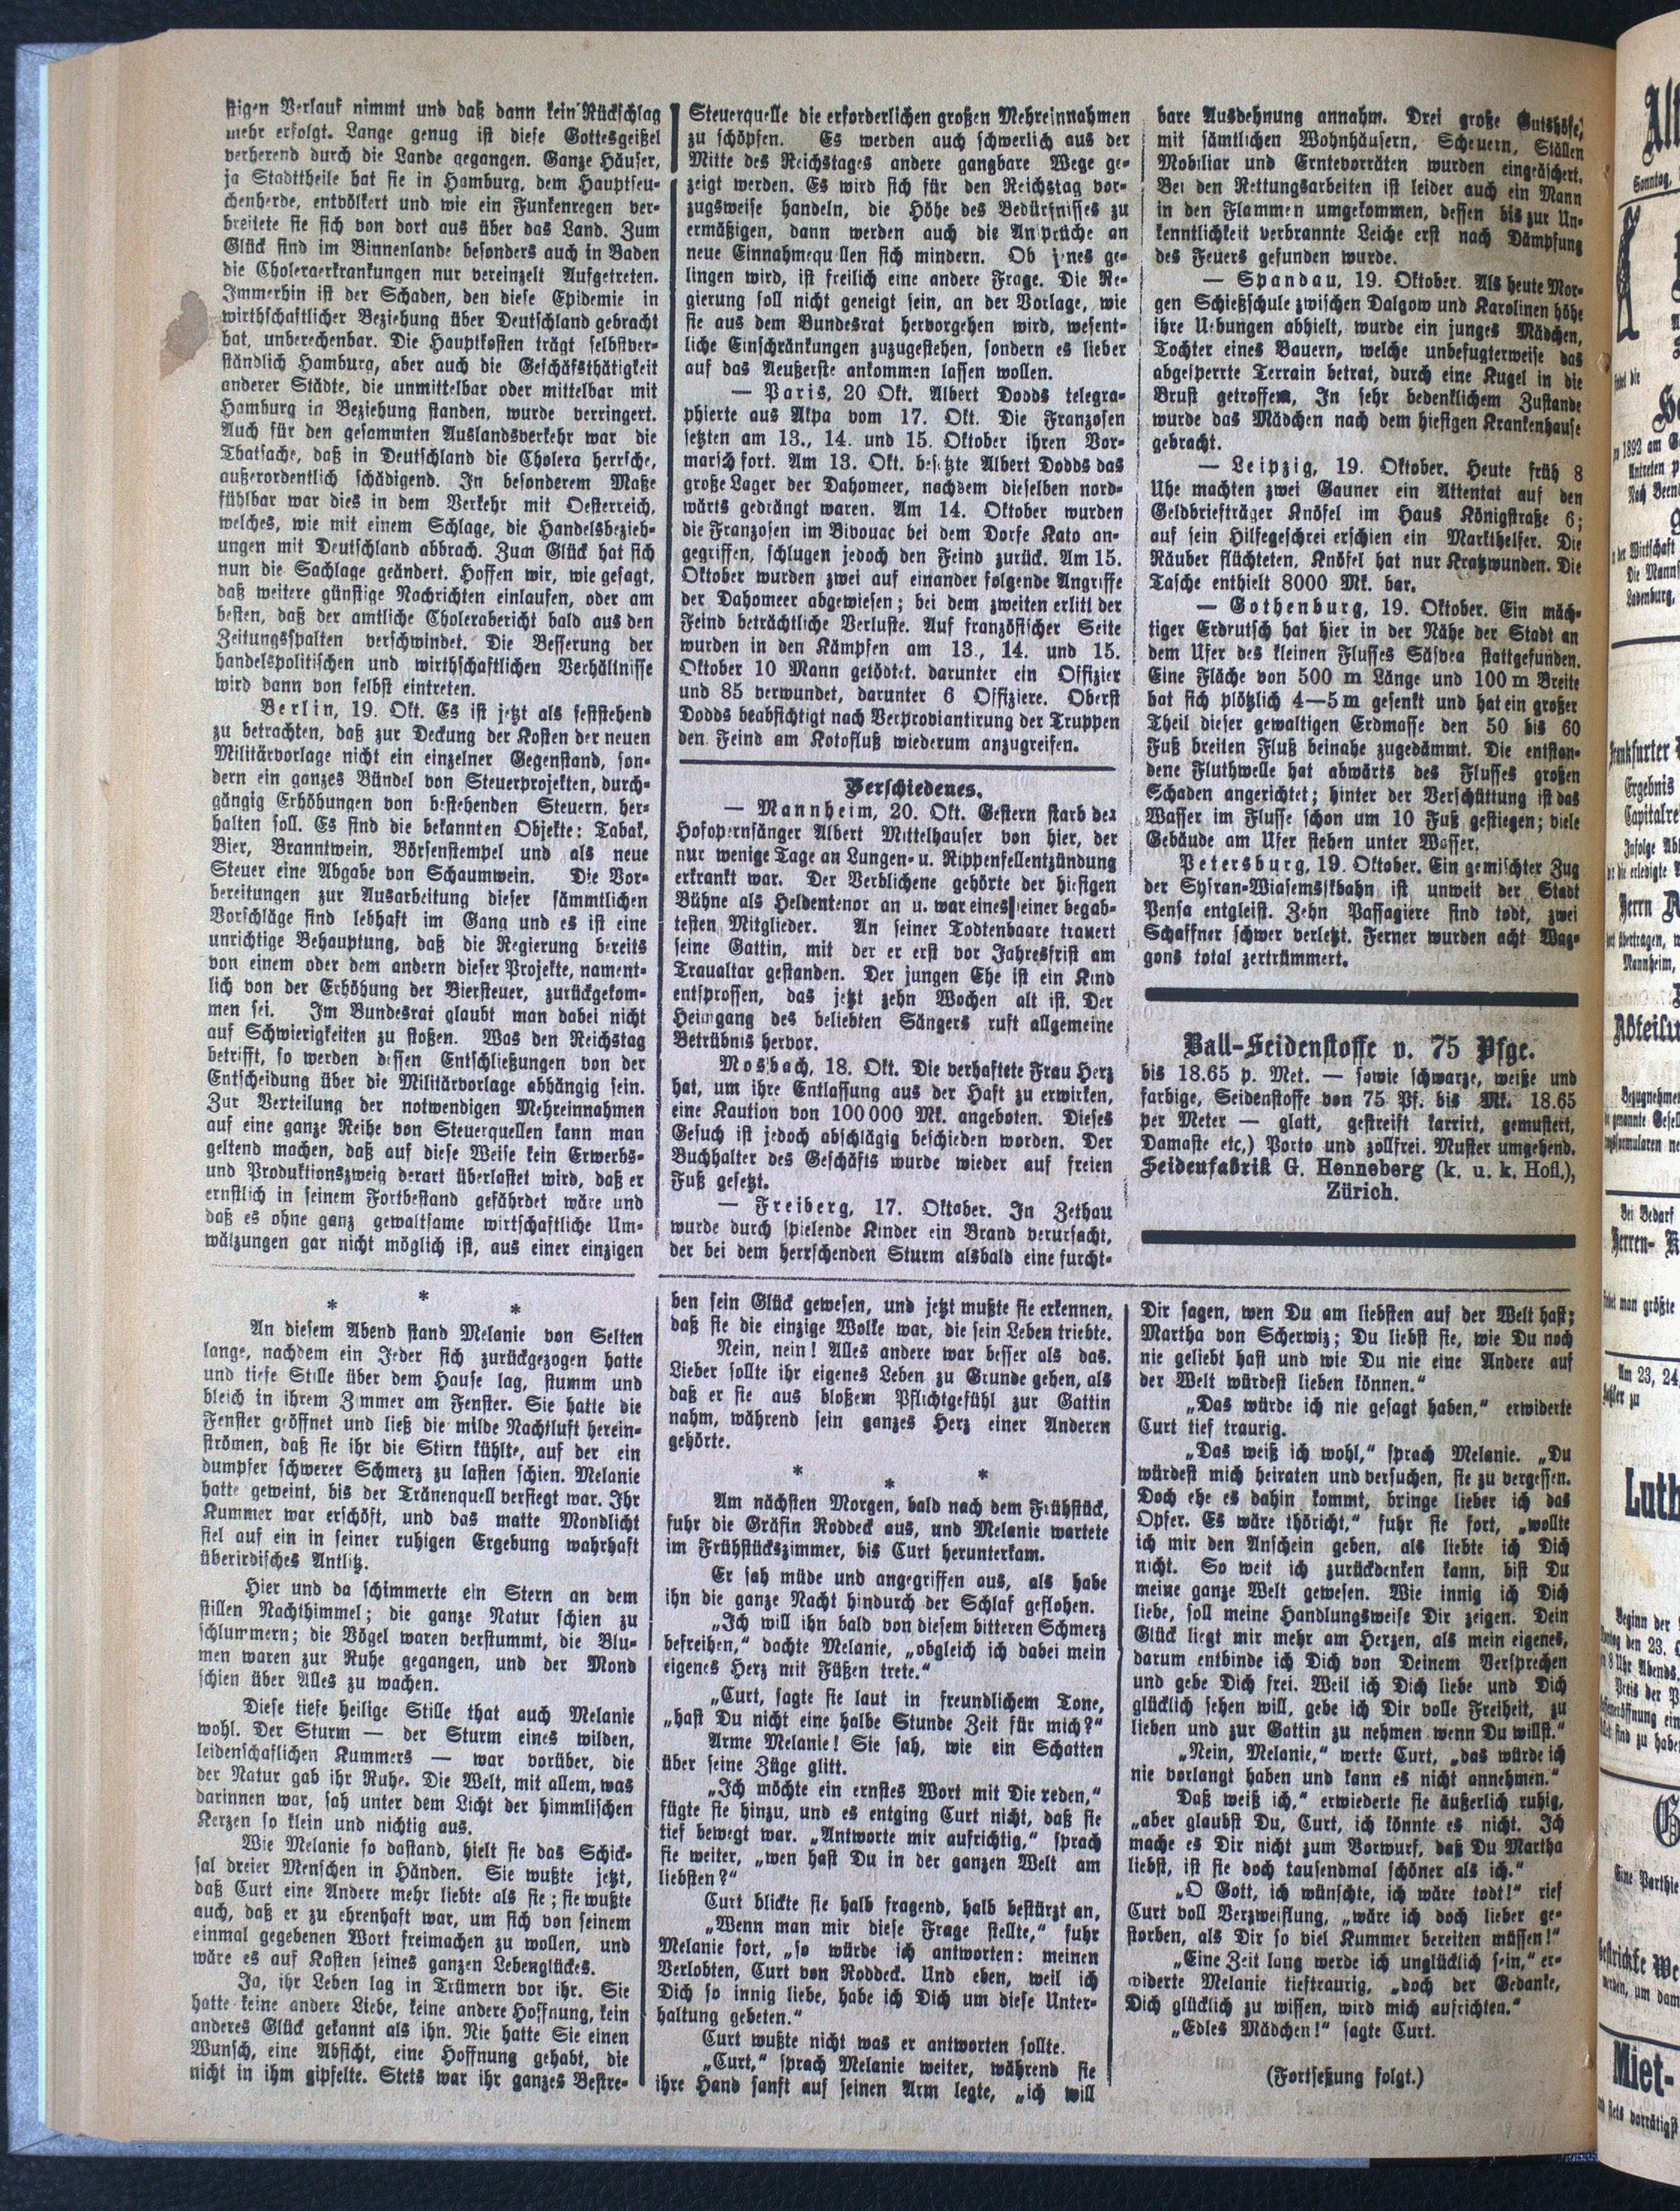 stigen Verlauf nimmt und daß dann kein Rückschlag
mehr erfolgt. Lange genug ist diese Gottesgeißel
verherend durch die Lande gegangen. Ganze Häuser,
ja Stadttheile hat sie in Hamburg, dem Hauptseu-
chenherde, entvölkert und wie ein Funkenregen ver-
breitete sie sich von dort aus über das Land. Zum
Glück sind im Binnenlande besonders auch in Baden
die Choleraerkrankungen nur vereinzelt Aufgetreten.
Immerhin ist der Schaden, den diese Epidemie in
wirthschaftlicher Beziehung über Deutschland gebracht
hat, unberechenbar. Die Hauptkosten trägt selbstver-
ständlich Hamburg, aber auch die Geschäfsthätigkeit
anderer Städte, die unmittelbar oder mittelbar mit
Hamburg in Beziehung standen, wurde verringert.
Auch für den gesammten Auslandsverkehr war die
Thatsache, daß in Deutschland die Cholera herrsche,
außerordentlich schädigend. In besonderem Maße
fühlbar war dies in dem Verkehr mit Oesterreich,
welches, wie mit einem Schlage, die Handelsbezieh-
ungen mit Deutschland abbrach. Zum Glück hat sich
nun die Sachlage geändert. Hoffen wir, wie gesagt,
daß weitere günstige Nachrichten einlaufen, oder am
besten, daß der amtliche Cholerabericht bald aus den
Zeitungsspalten verschwindet. Die Besserung der
handelspolitischen und wirthschaftlichen Verhältnisse
wird dann von selbst eintreten.
Berlin, 19. Okt. Es ist jetzt als feststehend
zu betrachten, daß zur Deckung der Kosten der neuen
Militärvorlage nicht ein einzelner Gegenstand, son-
dern ein ganzes Bündel von Steuerprojekten, durch-
gängig Erhöhungen von bestehenden Steuern, her-
halten soll. Es sind die bekannten Objekte: Tabak,
Bier, Branntwein, Börsenstempel und als neue
Steuer eine Abgabe von Schaumwein. Die Vor-
bereitungen zur Ausarbeitung dieser sämmtlichen
Vorschläge sind lebhaft im Gang und es ist eine
unrichtige Behauptung, daß die Regierung bereits
von einem oder dem andern dieser Projekte, nament-
lich von der Erhöhung der Biersteuer, zurückgekom-
men sei. Im Bundesrat glaubt man dabei nicht
auf Schwierigkeiten zu stoßen. Was den Reichstag
betrifft, so werden dessen Entschließungen von der
Entscheidung über die Militärvorlage abhängig sein.
Zur Verteilung der notwendigen Mehreinnahmen
auf eine ganze Reihe von Steuerquellen kann man
geltend machen, daß auf diese Weise kein Erwerbs-
und Produktionszweig derart überlastet wird, daß er
ernstlich in seinem Fortbestand gefährdet wäre und
daß es ohne ganz gewaltsame wirtschaftliche Um-
wälzungen gar nicht möglich ist, aus einer einzigen
Steuerquelle die erforderlichen großen Mehreinnahmen
zu schöpfen. Es werden auch schwerlich aus der
Mitte des Reichstages andere gangbare Wege ge-
zeigt werden. Es wird sich für den Reichstag vor-
zugsweise handeln, die Höhe des Bedürfnisses zu
ermäßigen, dann werden auch die Ansprüche an
neue Einnahmequellen sich mindern. Ob jenes ge-
lingen wird, ist freilich eine andere Frage. Die Re-
gierung soll nicht geneigt sein, an der Vorlage, wie
sie aus dem Bundesrat hervorgehen wird, wesent-
liche Einschränkungen zuzugestehen, sondern es lieber
auf das Aeußerste ankommen lassen wollen.
— Paris, 20 Okt. Albert Dodds telegra-
phierte aus Akpa vom 17. Okt. Die Franzosen
setzten am 13., 14. und 15. Oktober ihren Vor-
marsch fort. Am 13. Okt. besetzte Albert Dodds das
große Lager der Dahomeer, nachdem dieselben nord-
wärts gedrängt waren. Am 14. Oktober wurden
die Franzosen im Bivouac bei dem Dorfe Kato an-
gegriffen, schlugen jedoch den Feind zurück. Am 15.
Oktober wurden zwei auf einander folgende Angriffe
der Dahomeer abgewiesen; bei dem zweiten erlitt der
Feind beträchtliche Verluste. Auf französischer Seite
wurden in den Kämpfen am 13., 14. und 15.
Oktober 10 Mann getödtet. darunter ein Offizier
und 85 verwundet, darunter 6 Offiziere. Oberst
Dodds beabsichtigt nach Verproviantirung der Truppen
den Feind am Kotofluß wiederum anzugreifen.
Verschiedenes.
— Mannheim, 20. Okt. Gestern starb der
Hofopernsänger Albert Mittelhauser von hier, der
nur wenige Tage an Lungen- u. Rippenfellentzündung
erkrankt war. Der Verblichene gehörte der hiesigen
Bühne als Heldentenor an u. war eines seiner begab-
testen Mitglieder. An seiner Todtenbaare trauert
seine Gattin, mit der er erst vor Jahresfrist am
Traualtar gestanden. Der jungen Ehe ist ein Kind
entsprossen, das jetzt zehn Wochen alt ist. Der
Heimgang des beliebten Sängers ruft allgemeine
Betrübnis hervor.
Mosbach, 18. Okt. Die verhaftete Frau Herz
hat, um ihre Entlassung aus der Haft zu erwirken,
eine Kaution von 100000 Mk. angeboten. Dieses
Gesuch ist jedoch abschlägig beschieden worden. Der
Buchhalter des Geschäfts wurde wieder auf freien
Fuß gesetzt.
— Freiberg, 17. Oktober. In Zethau
wurde durch spielende Kinder ein Brand verursacht,
der bei dem herrschenden Sturm alsbald eine furcht-
bare Ausdehnung annahm. Drei große Gutshöfe,
mit sämtlichen Wohnhäusern, Scheuern, Ställen
Mobiliar und Erntevorräten wurden eingeäschert.
Bei den Rettungsarbeiten ist leider auch ein Mann
in den Flammen umgekommen, dessen bis zur Un-
kenntlichkeit verbrannte Leiche erst nach Dämpfung
des Feuers gefunden wurde.
— Spandau, 19. Oktober. Als heute Mor-
gen Schießschule zwischen Dalgow und Karolinen höhe
ihre Uebungen abhielt, wurde ein junges Mädchen,
Tochter eines Bauern, welche unbefugterweise das
abgesperrte Terrain betrat, durch eine Kugel in die
Brust getroffem, In sehr bedenklichem Zustande
wurde das Mädchen nach dem hiesigen Krankenhause
gebracht.
— Leipzig, 19. Oktober. Heute früh 8
Uhe machten zwei Gauner ein Attentat auf den
Geldbriefträger Knöfel im Haus Königstraße 6;
auf sein Hilfegeschrei erschien ein Markthelfer. Die
Räuber flüchteten, Knöfel hat nur Kratzwunden. Die
Tasche enthielt 8000 Mk. bar.
— Gothenburg, 19. Oktober. Ein mäch-
tiger Erdrutsch hat hier in der Nähe der Stadt an
dem Ufer des kleinen Flusses Säfvea stattgefunden.
Eine Fläche von 500 m Länge und 100 m Breite
hat sich plötzlich 4—5 m gesenkt und hat ein großer
Theil dieser gewaltigen Erdmasse den 50 bis 60
Fuß breiten Fluß beinahe zugedämmt. Die entstan-
dene Fluthwelle hat abwärts des Flusses großen
Schaden angerichtet; hinter der Verschüttung ist das
Wasser im Flusse schon um 10 Fuß gestiegen; viele
Gebäude am Ufer stehen unter Wasser.
Petersburg, 19. Oktober. Ein gemischter Zug
der Sysran-Wiasemsskbahn ist unweit der Stadt
Pensa entgleist. Zehn Passagiere sind todt, zwei
Schaffner schwer verletzt. Ferner wurden acht Wag-
gons total zertrümmert.
Ball-Seidenstoffe v. 75 Pfge.
bis 18.65 p. Met. — sowie schwarze, weiße und
farbige, Seidenstoffe von 75 Pf. bis Mk. 18.65
per Meter — glatt, gestreift karrirt, gemustert,
Damaste etc,) Porto und zollfrei. Muster umgehend.
Seidenfabrik G. Henneberg (k. u. k. Hofl.),
Zürich.
* * *
An diesem Abend stand Melanie von Selten
lange, nachdem ein Jeder sich zurückgezogen hatte
und tiefe Stille über dem Hause lag, stumm und
bleich in ihrem Zimmer am Fenster. Sie hatte die
Fenster geöffnet und ließ die milde Nachtluft herein-
strömen, daß sie ihr die Stirn kühlte, auf der ein
dumpfer schwerer Schmerz zu lasten schien. Melanie
hatte geweint, bis der Tränenquell versiegt war. Ihr
Kummer war erschöft, und das matte Mondlicht
fiel auf ein in seiner ruhigen Ergebung wahrhaft
überirdisches Antlitz.
Hier und da schimmerte ein Stern an dem
stillen Nachthimmel; die ganze Natur schien zu
schlummern; die Vögel waren verstummt, die Blu-
men waren zur Ruhe gegangen, und der Mond
schien über Alles zu wachen.
Diese tiefe heilige Stille that auch Melanie
wohl. Der Sturm — der Sturm eines wilden,
leidenschaflichen Kummers — war vorüber, die
der Natur gab ihr Ruhe. Die Welt, mit allem, was
darinnen war, sah unter dem Licht der himmlischen
Kerzen so klein und nichtig aus.
Wie Melanie so dastand, hielt sie das Schick-
sal dreier Menschen in Händen. Sie wußte jetzt,
daß Curt eine Andere mehr liebte als sie; sie wußte
auch, daß er zu ehrenhaft war, um sich von seinem
einmal gegebenen Wort freimachen zu wollen, und
wäre es auf Kosten seines ganzen Lebenglückes.
Ja, ihr Leben lag in Trümern vor ihr. Sie
hatte keine andere Liebe, keine andere Hoffnung, kein
anderes Glück gekannt als ihn. Nie hatte Sie einen
Wunsch, eine Absicht, eine Hoffnung gehabt, die
nicht in ihm gipfelte. Stets war ihr ganzes Bestre-
ben sein Glück gewesen, und jetzt mußte sie erkennen,
daß sie die einzige Wolke war, die sein Leben triebte.
Nein, nein! Alles andere war besser als das.
Lieber sollte ihr eigenes Leben zu Grunde gehen, als
daß er sie aus bloßem Pflichtgefühl zur Gattin
nahm, während sein ganzes Herz einer Anderen
gehörte.
* * *
Am nächsten Morgen, bald nach dem Frühstück,
fuhr die Gräfin Roddeck aus, und Melanie wartete
im Frühstückszimmer, bis Curt herunterkam.
Er sah müde und angegriffen aus, als habe
ihn die ganze Nacht hindurch der Schlaf geflohen.
„Ich will ihn bald von diesem bitteren Schmerz
befreihen,“ dachte Melanie, „obgleich ich dabei mein
eigenes Herz mit Füßen trete.“
„Curt, sagte sie laut in freundlichem Tone,
„hast Du nicht eine halbe Stunde Zeit für mich?“
Arme Melanie! Sie sah, wie ein Schatten
über seine Züge glitt.
„Ich möchte ein ernstes Wort mit Die reden,“
fügte sie hinzu, und es entging Curt nicht, daß sie
tief bewegt war. „Antworte mir aufrichtig,“ sprach
sie weiter, „wen hast Du in der ganzen Welt am
liebsten?“
Curt blickte sie halb fragend, halb bestürzt an,
„Wenn man mir diese Frage stellte,“ fuhr
Melanie fort, „so würde ich antworten: meinen
Verlobten, Curt von Roddeck. Und eben, weil ich
Dich so innig liebe, habe ich Dich um diese Unter-
haltung gebeten.“
Curt wußte nicht was er antworten sollte.
„Curt,“ sprach Melanie weiter, während sie
ihre Hand sanft auf seinen Arm legte, „ich will
Dir sagen, wen Du am liebsten auf der Welt hast;
Martha von Scherwiz; Du liebst sie, wie Du noch
nie geliebt hast und wie Du nie eine Andere auf
der Welt würdest lieben können.“
„Das würde ich nie gesagt haben,“ erwiderte
Curt tief traurig.
„Das weiß ich wohl,“ sprach Melanie. „Du
würdest mich heiraten und versuchen, sie zu vergessen.
Doch ehe es dahin kommt, bringe lieber ich das
Opfer. Es wäre thöricht,“ fuhr sie fort, „wollte
ich mir den Anschein geben, als liebte ich Dich
nicht. So weit ich zurückdenken kann, bist Du
meine ganze Welt gewesen. Wie innig ich Dich
liebe, soll meine Handlungsweise Dir zeigen. Dein
Glück liegt mir mehr am Herzen, als mein eigenes,
darum entbinde ich Dich von Deinem Versprechen
und gebe Dich frei. Weil ich Dich liebe und Dich
glücklich sehen will, gebe ich Dir volle Freiheit, zu
lieben und zur Gattin zu nehmen wenn Du willst.“
„Nein, Melanie,“ werte Curt, „das würde ich
nie vorlangt haben und kann es nicht annehmen.“
Daß weiß ich,“ erwiederte sie äußerlich ruhig,
„aber glaubst Du, Curt, ich könnte es nicht. Ich
mache es Dir nicht zum Vorwurf, daß Du Martha
liebst, ist sie doch tausendmal schöner als ich.“
„O Gott, ich wünschte, ich wäre todt!“ rief
Curt voll Verzweiflung, „wäre ich doch lieber ge-
storben, als Dir so viel Kummer bereiten müssen!“
„Eine Zeit lang werde ich unglücklich sein,“ er-
widerte Melanie tieftraurig, „doch der Gedanke,
Dich glücklich zu wissen, wird mich aufrichten.“
„Edles Mädchen!“ sagte Curt.
(Fortsetzung folgt.)
Sonntag,
findet die
1892 am
Antreten
Nach
Wirtschaft
Die
Ladenburg,
Frankfurter
Ergebnis
Infolge
die erledigte
Herrn
übertragen,
Mannheim,
genannte
Bei Bedarf
Herren-
man größte
Am 23, 24
zu
Luth
Beginn der
den 23.
8 Uhr Abends.
Preis der
sind zu
Eine Parthie
werden, um
Miet-
stets vorrätig